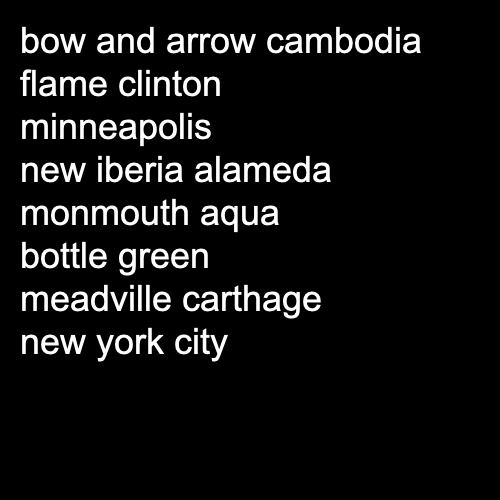 bow and arrow cambodia
flame clinton
minneapolis
new iberia alameda
monmouth aqua
bottle green
meadville carthage
new york city